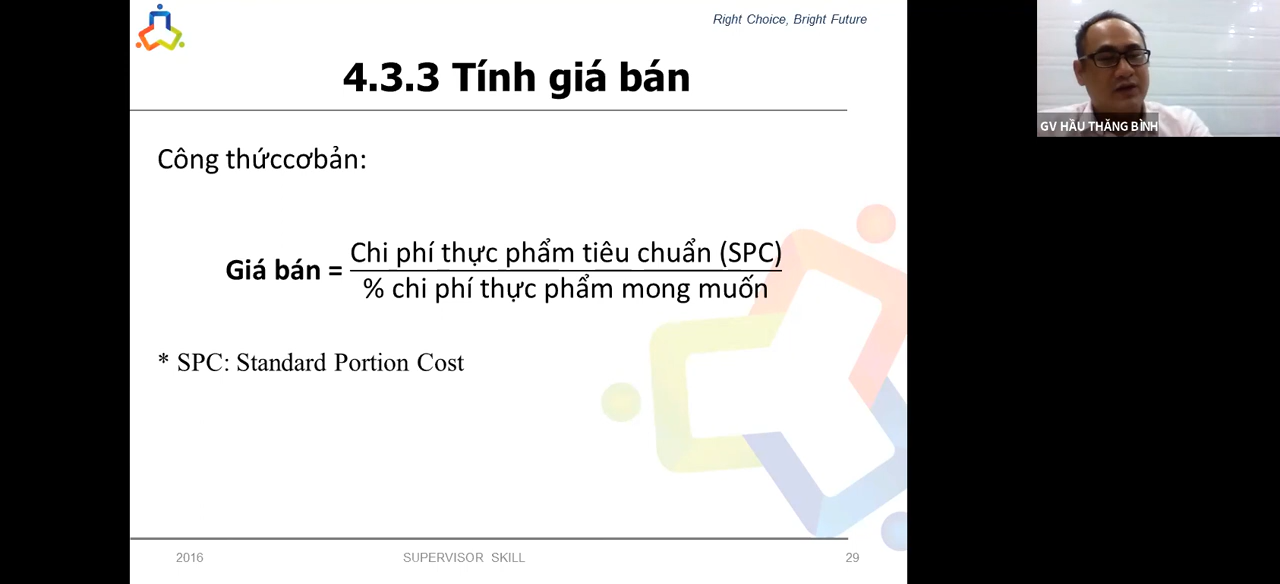 Right Choice, Bright Future
4.3.3 Tính giá bán
Công thứccơbản:
Giá bán = Chi phí thực phẩm tiêu chuẩn (SPC)
% chi phí thực phẩm mong muốn
* SPC: Standard Portion Cost
2016 SUPERVISOR SKILL 29
GV HẦU THĂNG BÌNH